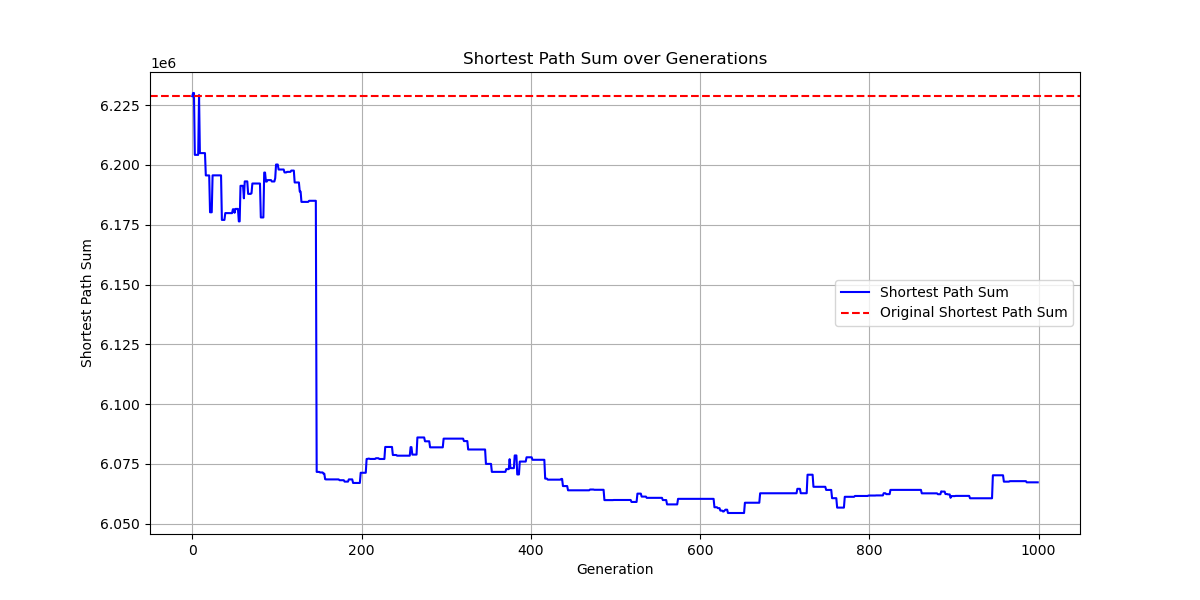 Shortest Path Sum over Generations
1e6
6.225
6.200
6.175
6.150
6.125
6.100
6.075
6.050
Shortest Path Sum
Shortest Path Sum
Original Shortest Path Sum
0 200 400 600 800 1000
Generation